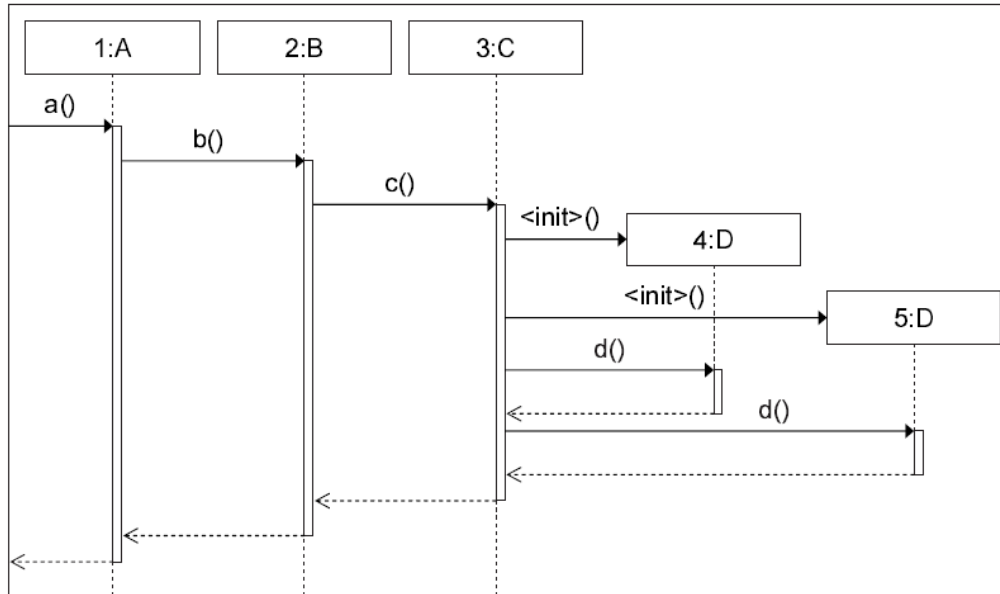 1:A
2:B
3:C
a()
b()
c()
<init>()
4:D
<init>()
5:D
d()
d()